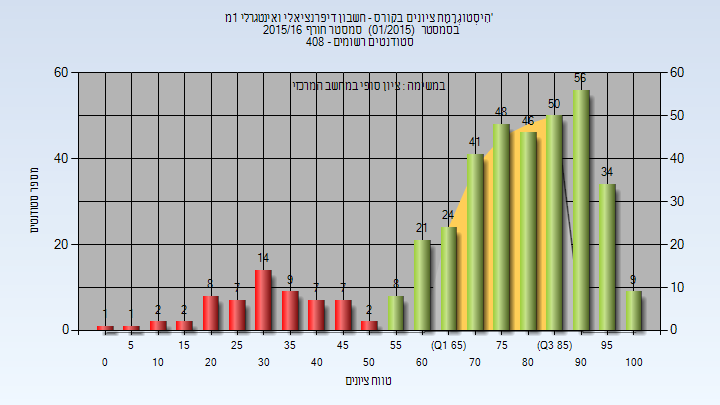 היסטוגרמת ציונים בקורס - חשבון דיפרנציאלי ואינטגרלי 1מ'
בסמסטר (01/2015) סמסטר חורף 2015/16
סטודנטים רשומים - 408
במשימה : ציון סופי במחשב המרכזי
מספר סטודנטים
60 40 20 0
60 50 40 30 20 10 0
1 1 2 2 8 7 14 9 7 7 2 8 21 24 41 48 46 50 56 34 9
5 15 25 35 45 55 (Q1 65) 75 (Q3 85) 95
0 10 20 30 40 50 60 70 80 90 100
טווח ציונים